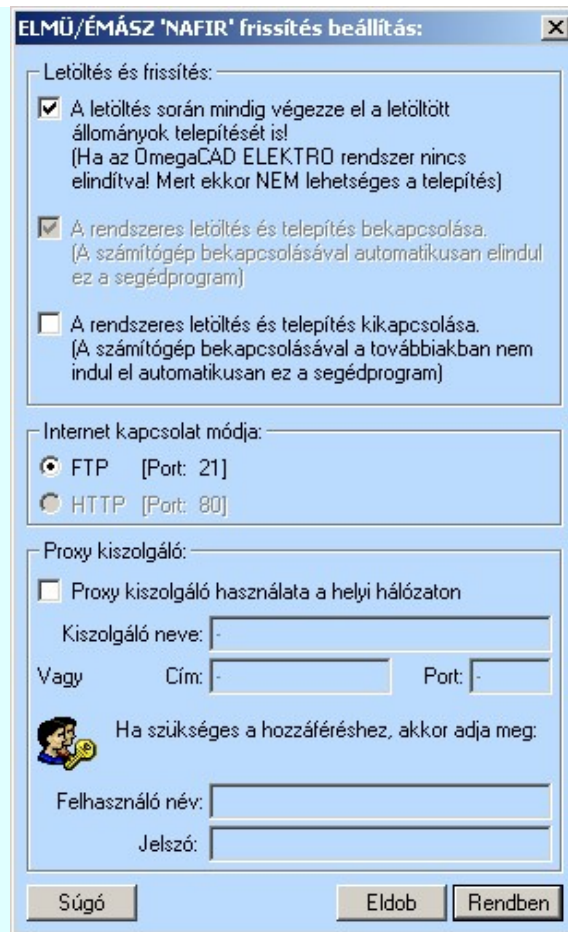 ELMÜ/ÉMÁSZ 'NAFIR' frissítés beállítás:
Letöltés és frissítés:
A letöltés során mindig végezze el a letöltött
állományok telepítését is!
(Ha az OmegaCAD ELEKTRO rendszer nincs
elindítva! Mert ekkor NEM lehetséges a telepítés)
A rendszeres letöltés és telepítés bekapcsolása.
(A számítógép bekapcsolásával automatikusan elindul
ez a segédprogram)
A rendszeres letöltés és telepítés kikapcsolása.
(A számítógép bekapcsolásával a továbbiakban nem
indul el automatikusan ez a segédprogram)
Internet kapcsolat módja:
FTP [Port: 21]
HTTP [Port: 80]
Proxy kiszolgáló:
Proxy kiszolgáló használata a helyi hálózaton
Kiszolgáló neve: -
Vagy Cím: - Port: -
Ha szükséges a hozzáféréshez, akkor adja meg:
Felhasználó név:
Jelszó:
Súgó Eldob Rendben